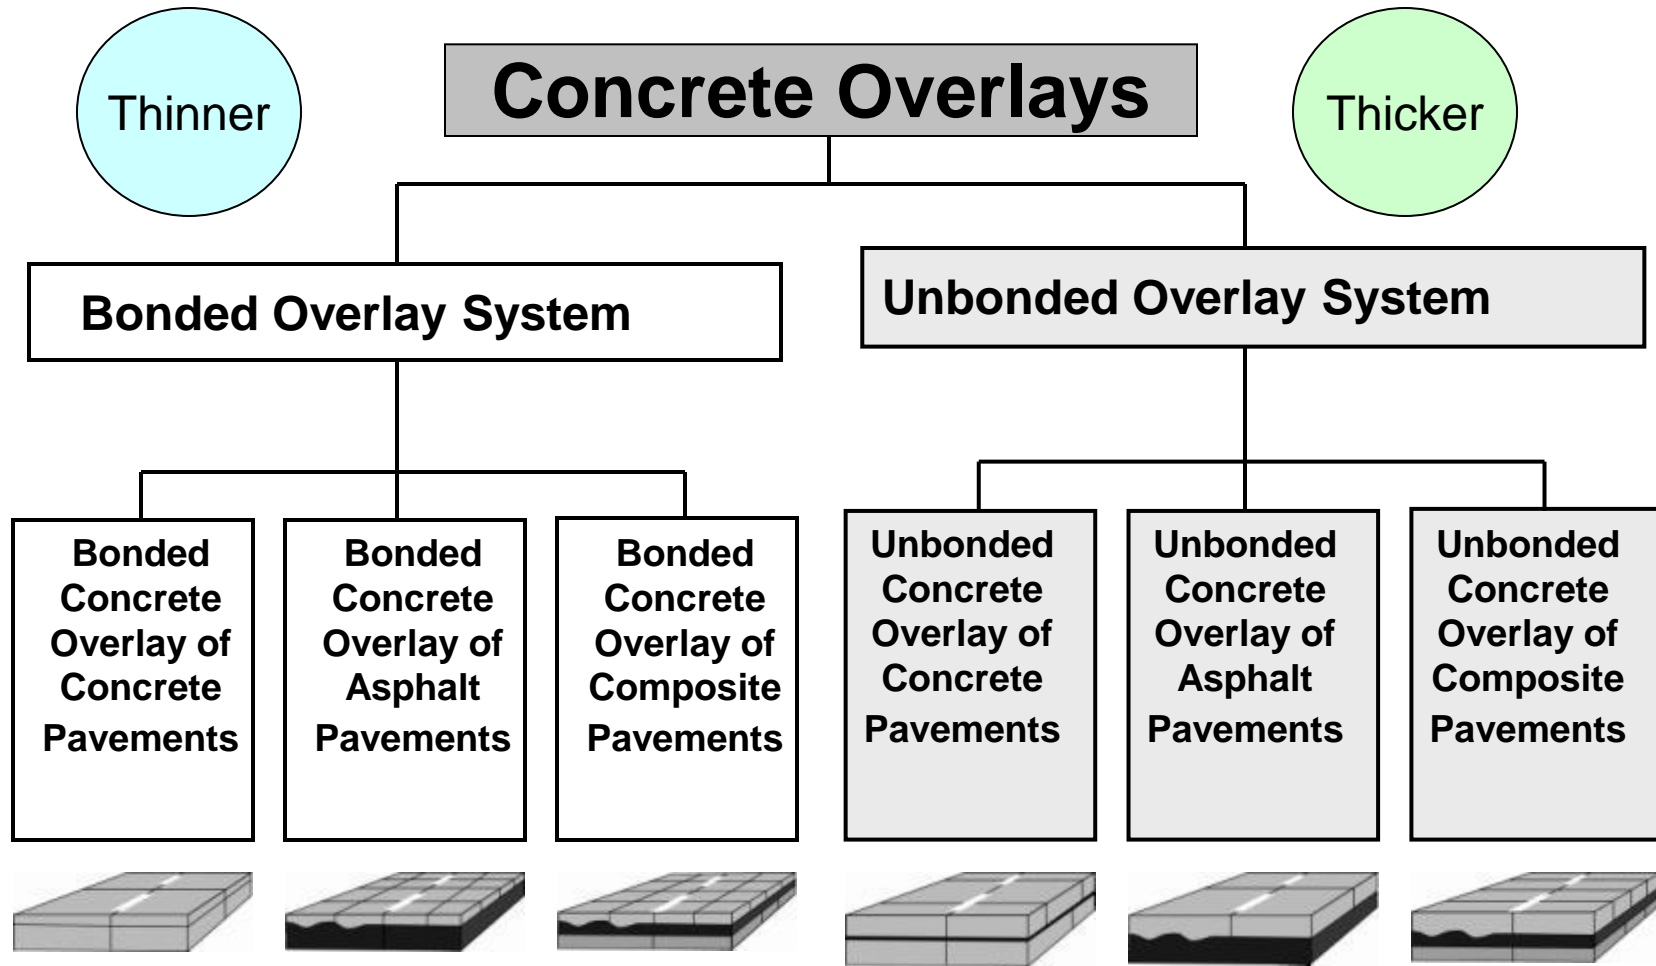 Thinner
Concrete Overlays
Thicker
Bonded Overlay System
Unbonded Overlay System
Bonded
Concrete
Overlay of
Concrete
Pavements
Bonded
Concrete
Overlay of
Asphalt
Pavements
Bonded
Concrete
Overlay of
Composite
Pavements
Unbonded
Concrete
Overlay of
Concrete
Pavements
Unbonded
Concrete
Overlay of
Asphalt
Pavements
Unbonded
Concrete
Overlay of
Composite
Pavements